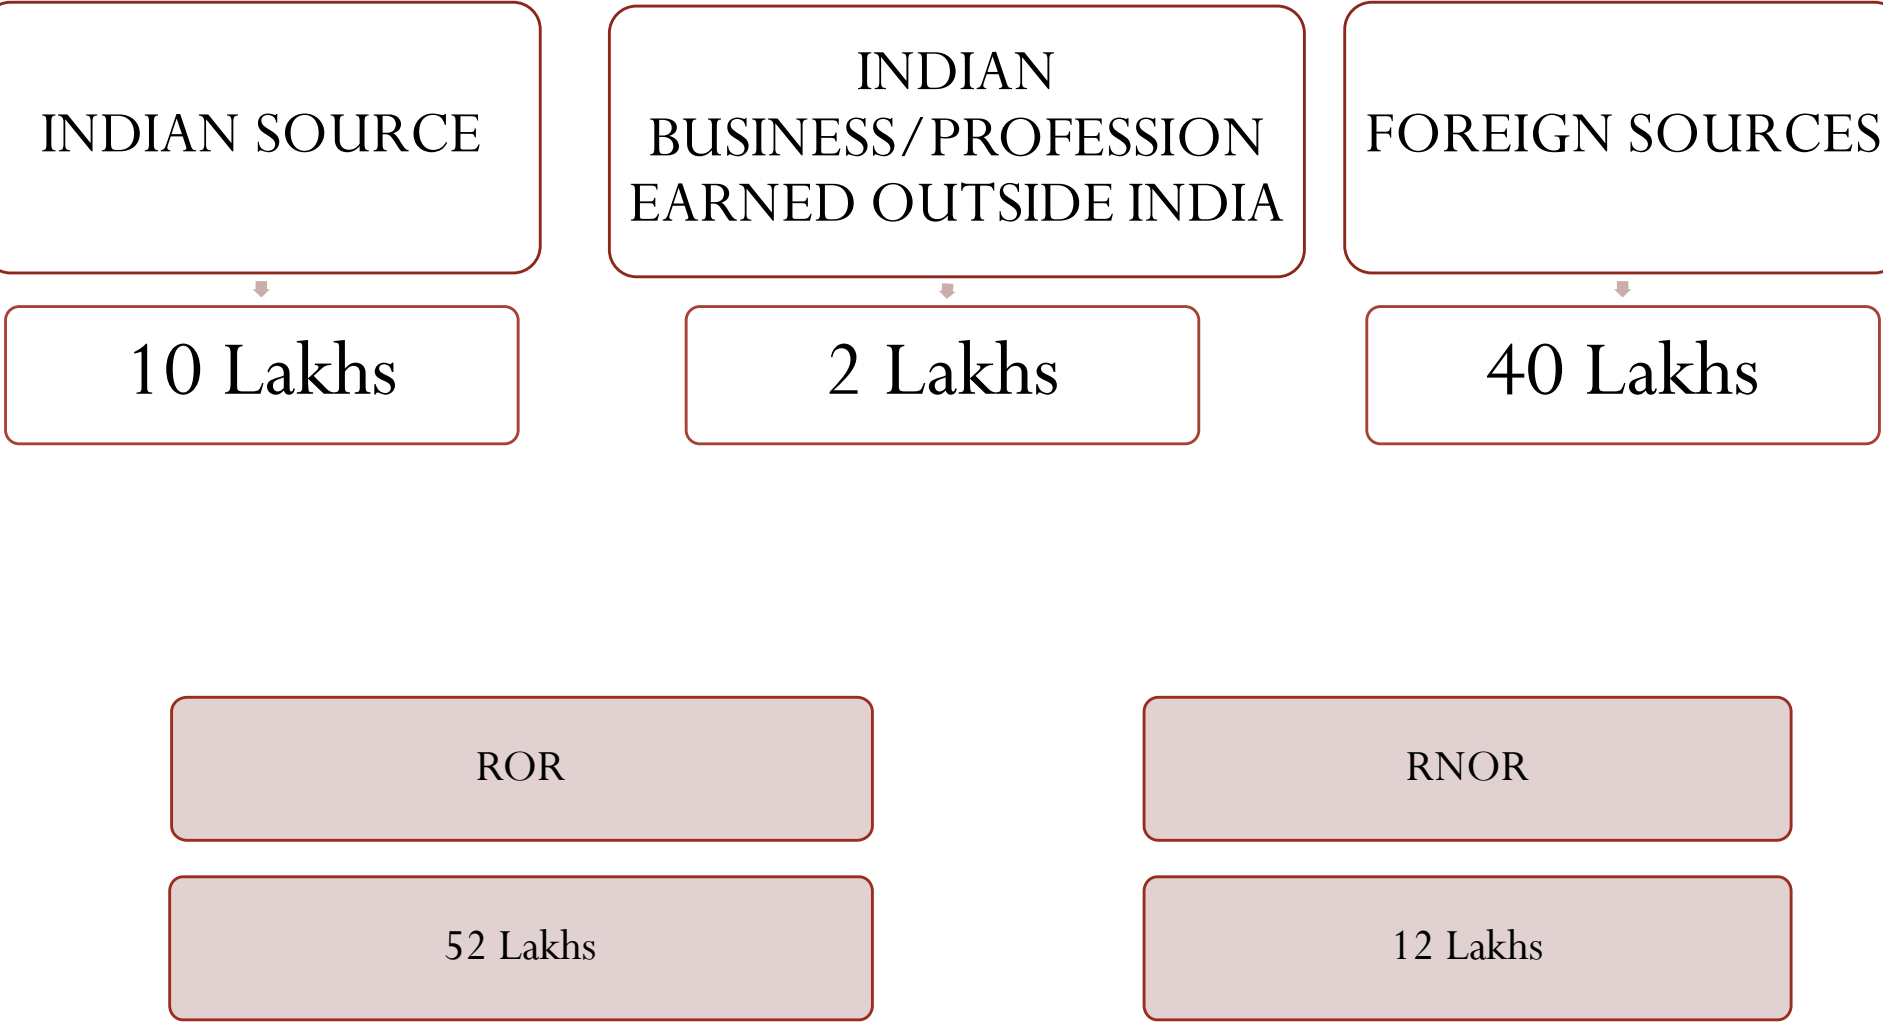 INDIAN SOURCE
INDIAN
BUSINESS/PROFESSION
EARNED OUTSIDE INDIA
FOREIGN SOURCES
10 Lakhs
2 Lakhs
40 Lakhs
ROR
RNOR
52 Lakhs
12 Lakhs